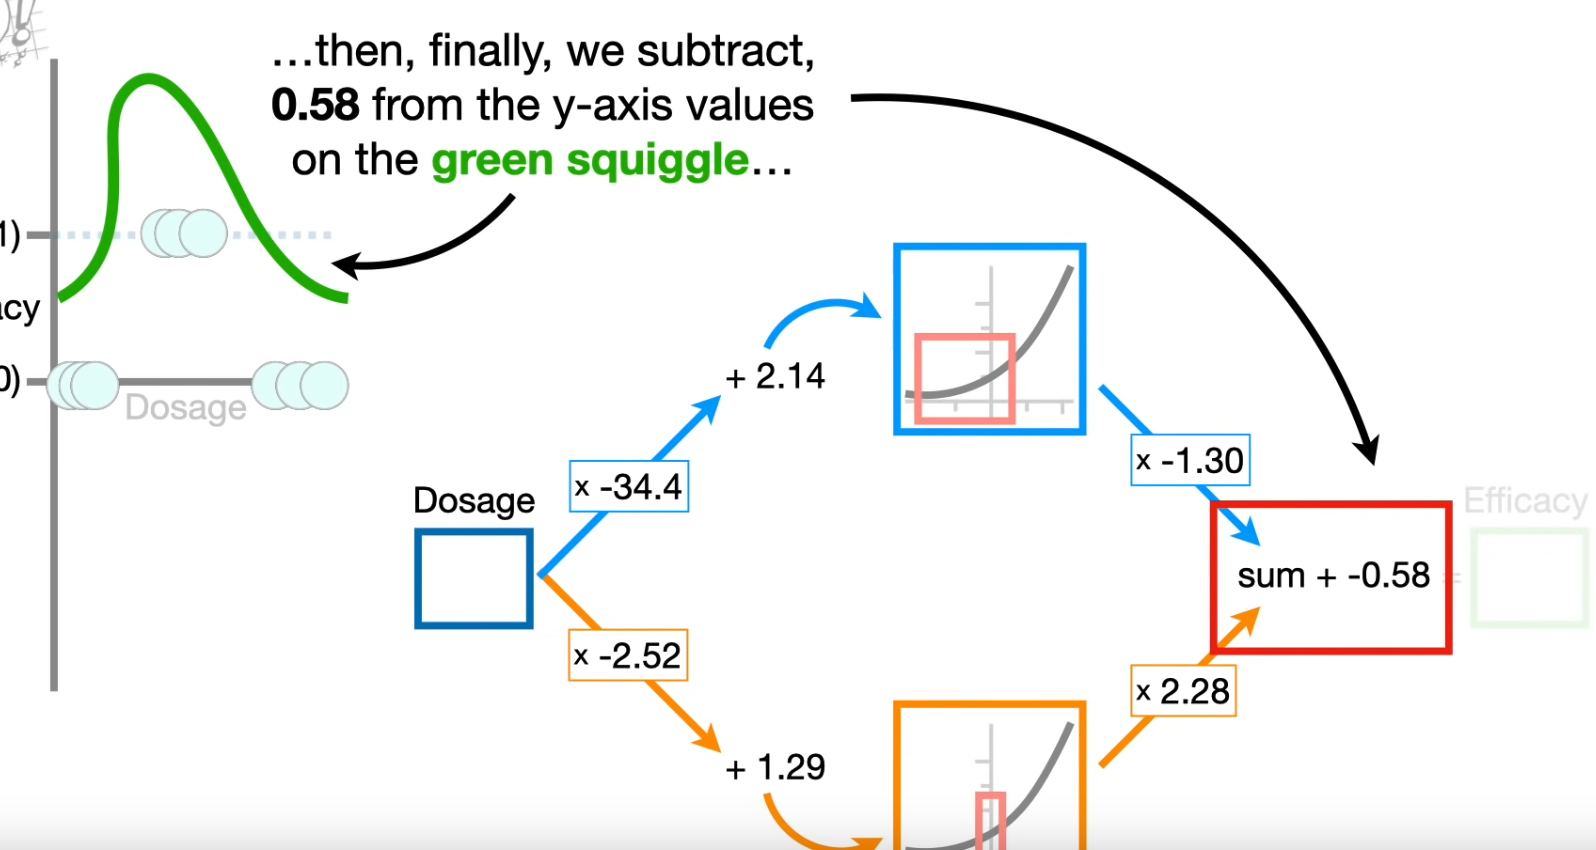 …then, finally, we subtract,
0.58 from the y-axis values
on the green squiggle…
1)
acy
0)
Dosage
+ 2.14
x -34.4
x -1.30
Dosage
Efficacy
sum + -0.58 =
x -2.52
x 2.28
+ 1.29